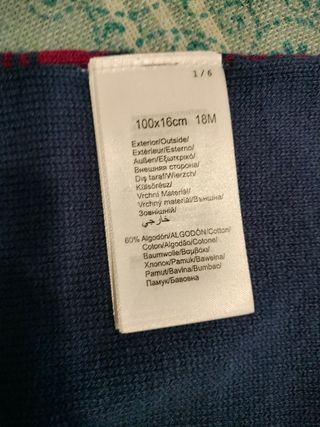 1 / 6
100x16cm 18M
Exterior/Outside/
Extérieur/Esterno/
Außen/Εξωτερικό/
Внешняя сторона/
Dış taraf/Wierzch/
Külsőrész/
Vrchní Materiál/
Vrchný materiál/Външна/
Зовнішній/
خارجي/
60% Algodón/ALGODÓN/Cotton/
Coton/Algodão/Cotone/
Baumwolle/Βαμβάκι/
Хлопок/Pamuk/Bawełna/
Pamut/Bavlna/Bumbac/
Памук/Бавовна